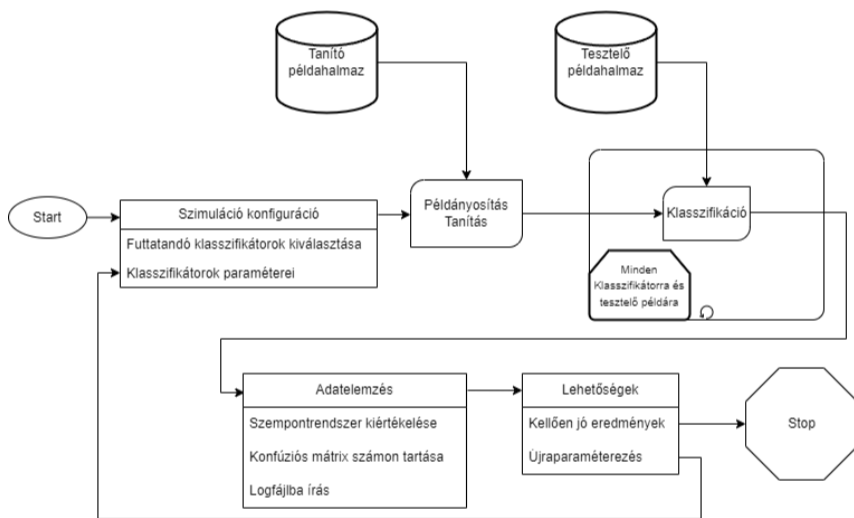 Tanító
példahalmaz
Tesztelő
példahalmaz
Start
Szimuláció konfiguráció
Futtatandó klasszifikátorok kiválasztása
Klasszifikátorok paraméterei
Példányosítás
Tanítás
Klasszifikáció
Minden
Klasszifikátorra és
tesztelő példára
Adatelemzés
Szempontrendszer kiértékelése
Konfúziós mátrix számon tartása
Logfájlba írás
Lehetőségek
Kellően jó eredmények
Újraparaméterezés
Stop